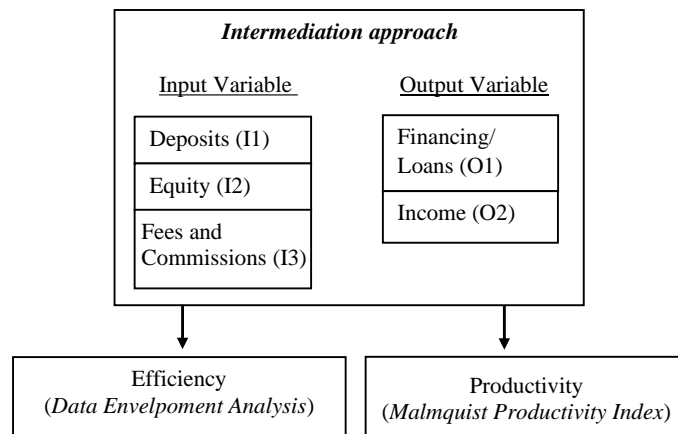 Intermediation approach
Input Variable
Deposits (I1)
Equity (I2)
Fees and
Commissions (I3)
Output Variable
Financing/
Loans (O1)
Income (O2)
Efficiency
(Data Envelpoment Analysis)
Productivity
(Malmquist Productivity Index)